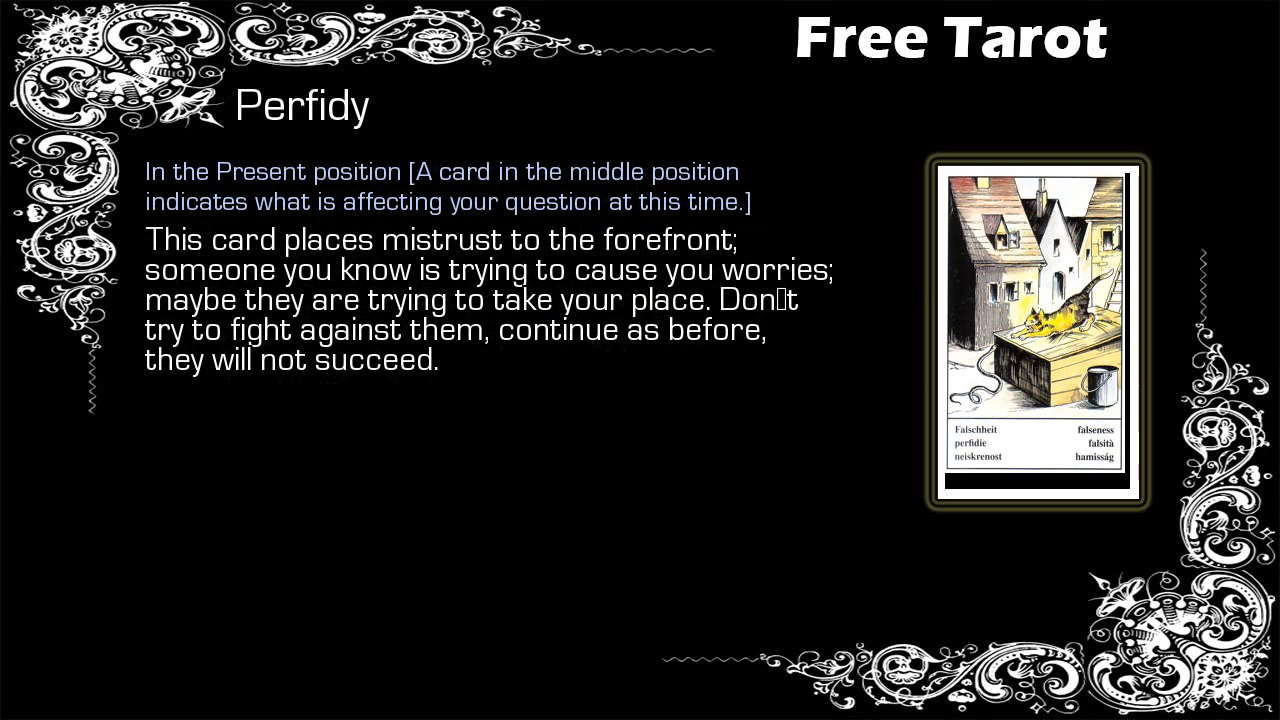 Free Tarot
Perfidy
In the Present position [A card in the middle position
indicates what is affecting your question at this time.]
This card places mistrust to the forefront;
someone you know is trying to cause you worries;
maybe they are trying to take your place. Don▯t
try to fight against them, continue as before,
they will not succeed.
Falschheit falseness
perfidie falsità
neiskrenost hamisság